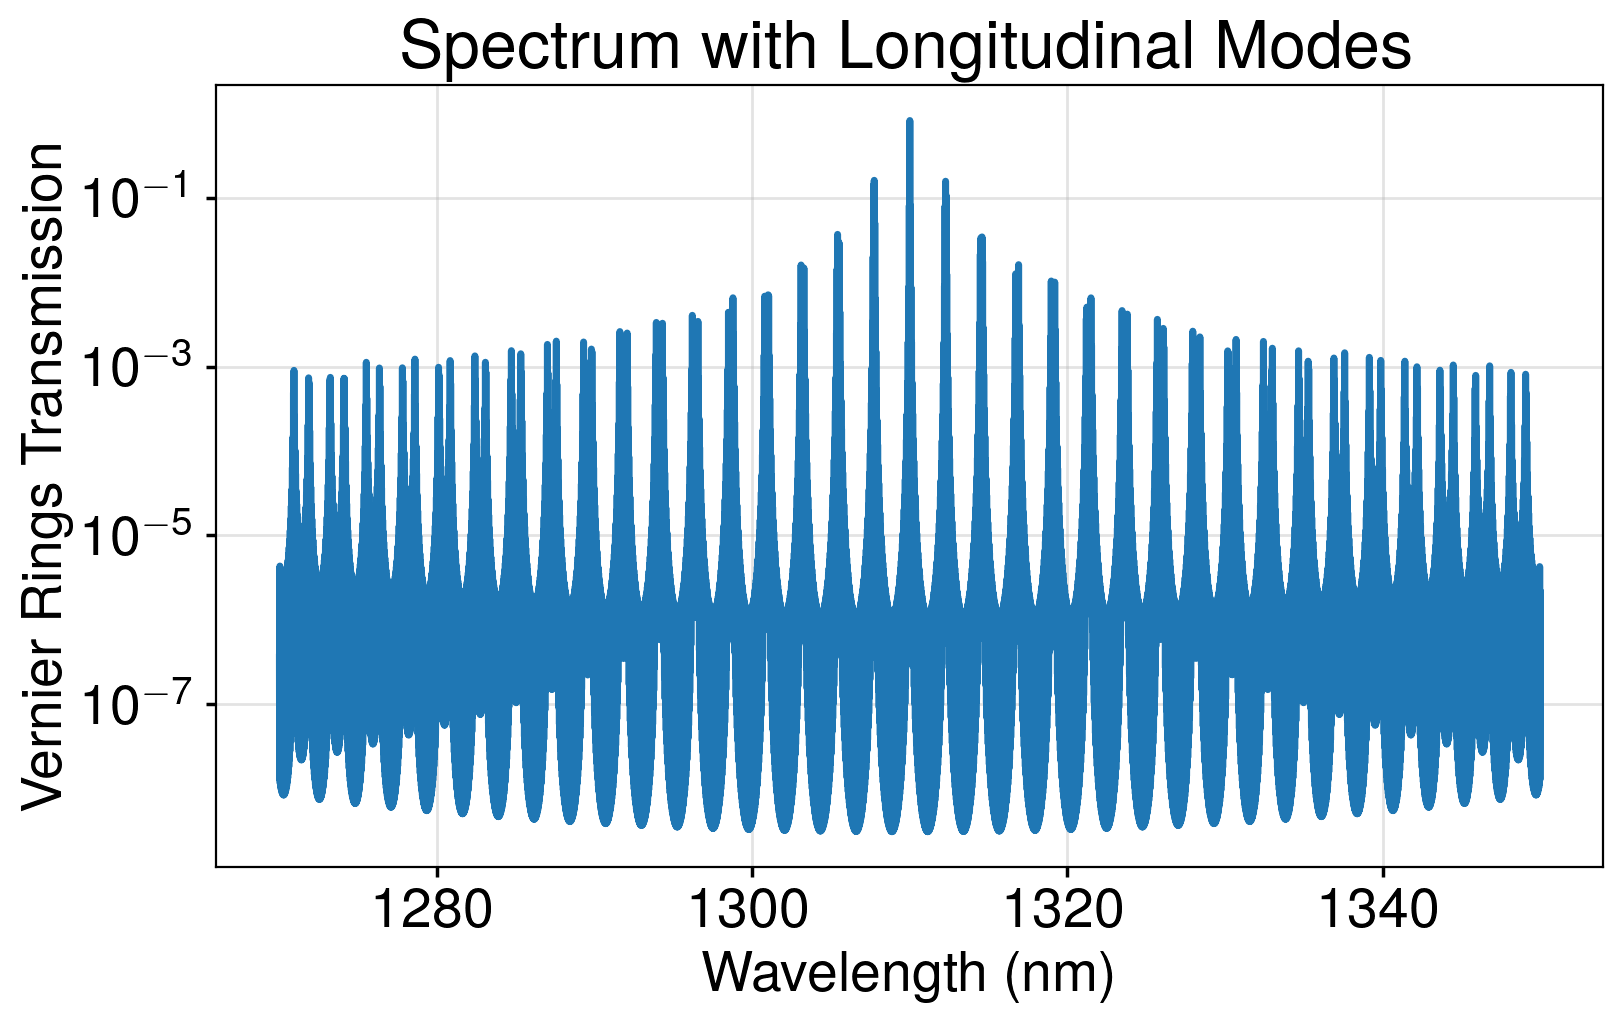 Spectrum with Longitudinal Modes
Vernier Rings Transmission
10⁻¹
10⁻³
10⁻⁵
10⁻⁷
1280 1300 1320 1340
Wavelength (nm)